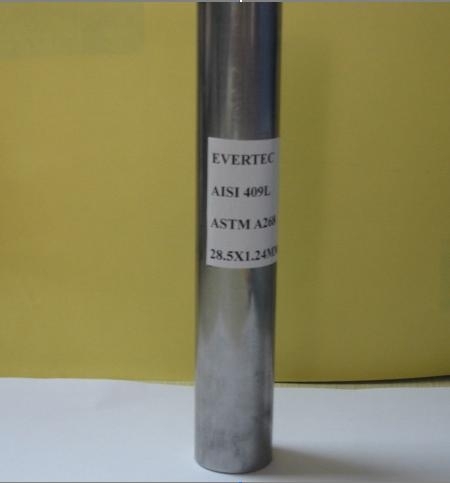 EVERTEC
AISI 409L
ASTM A268
28.5X1.24MM